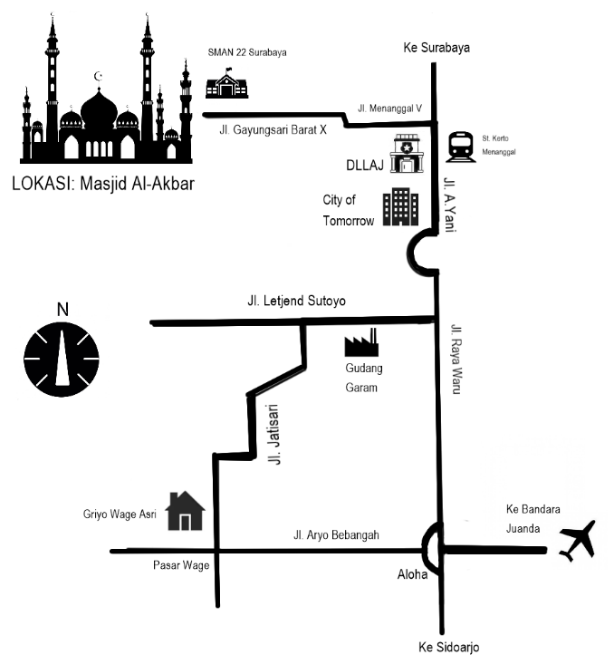 Ke Surabaya
SMAN 22 Surabaya
Jl. Menanggal V
Jl. Gayungsari Barat X
St. Kerto
Menanggal
DLLAJ
LOKASI: Masjid Al-Akbar
Jl. A.Yani
City of
Tomorrow
Jl. Letjend Sutoyo
N
Jl. Raya Waru
Gudang
Garam
Jl. Jatisari
Griyo Wage Asri
Ke Bandara
Juanda
Jl. Aryo Bebangah
Pasar Wage
Aloha
Ke Sidoarjo